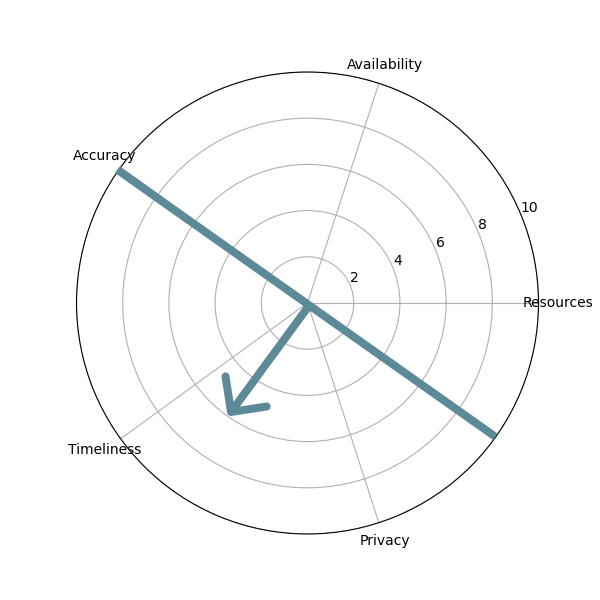 Availability
Accuracy
10
8
6
4
2
Resources
Timeliness
Privacy